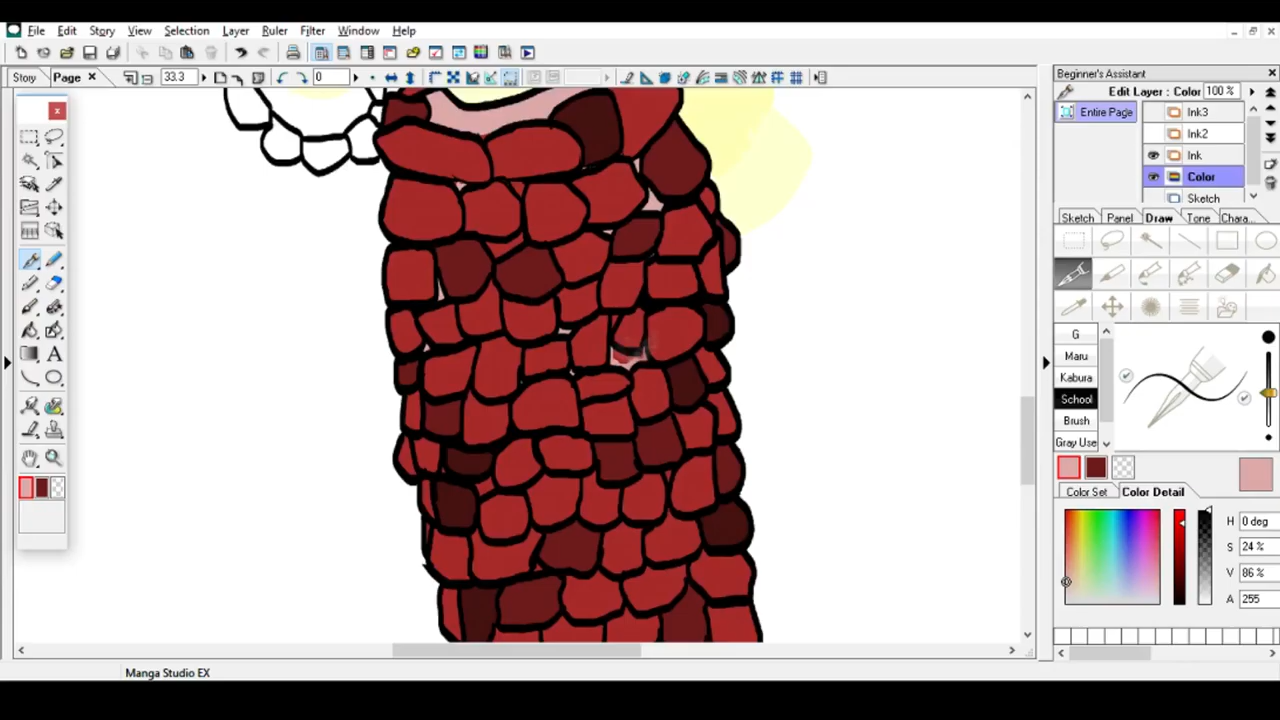 File Edit Story View Selection Layer Ruler Filter Window Help
Story Page 33.3 0
Beginner's Assistant
Edit Layer : Color 100 %
Entire Page
Ink3
Ink2
Ink
Color
Sketch
Sketch Panel Draw Tone Chara...
G
Maru
Kabura
School
Brush
Gray Use
Color Set Color Detail
H 0 deg
S 24 %
V 86 %
A 255
Manga Studio EX